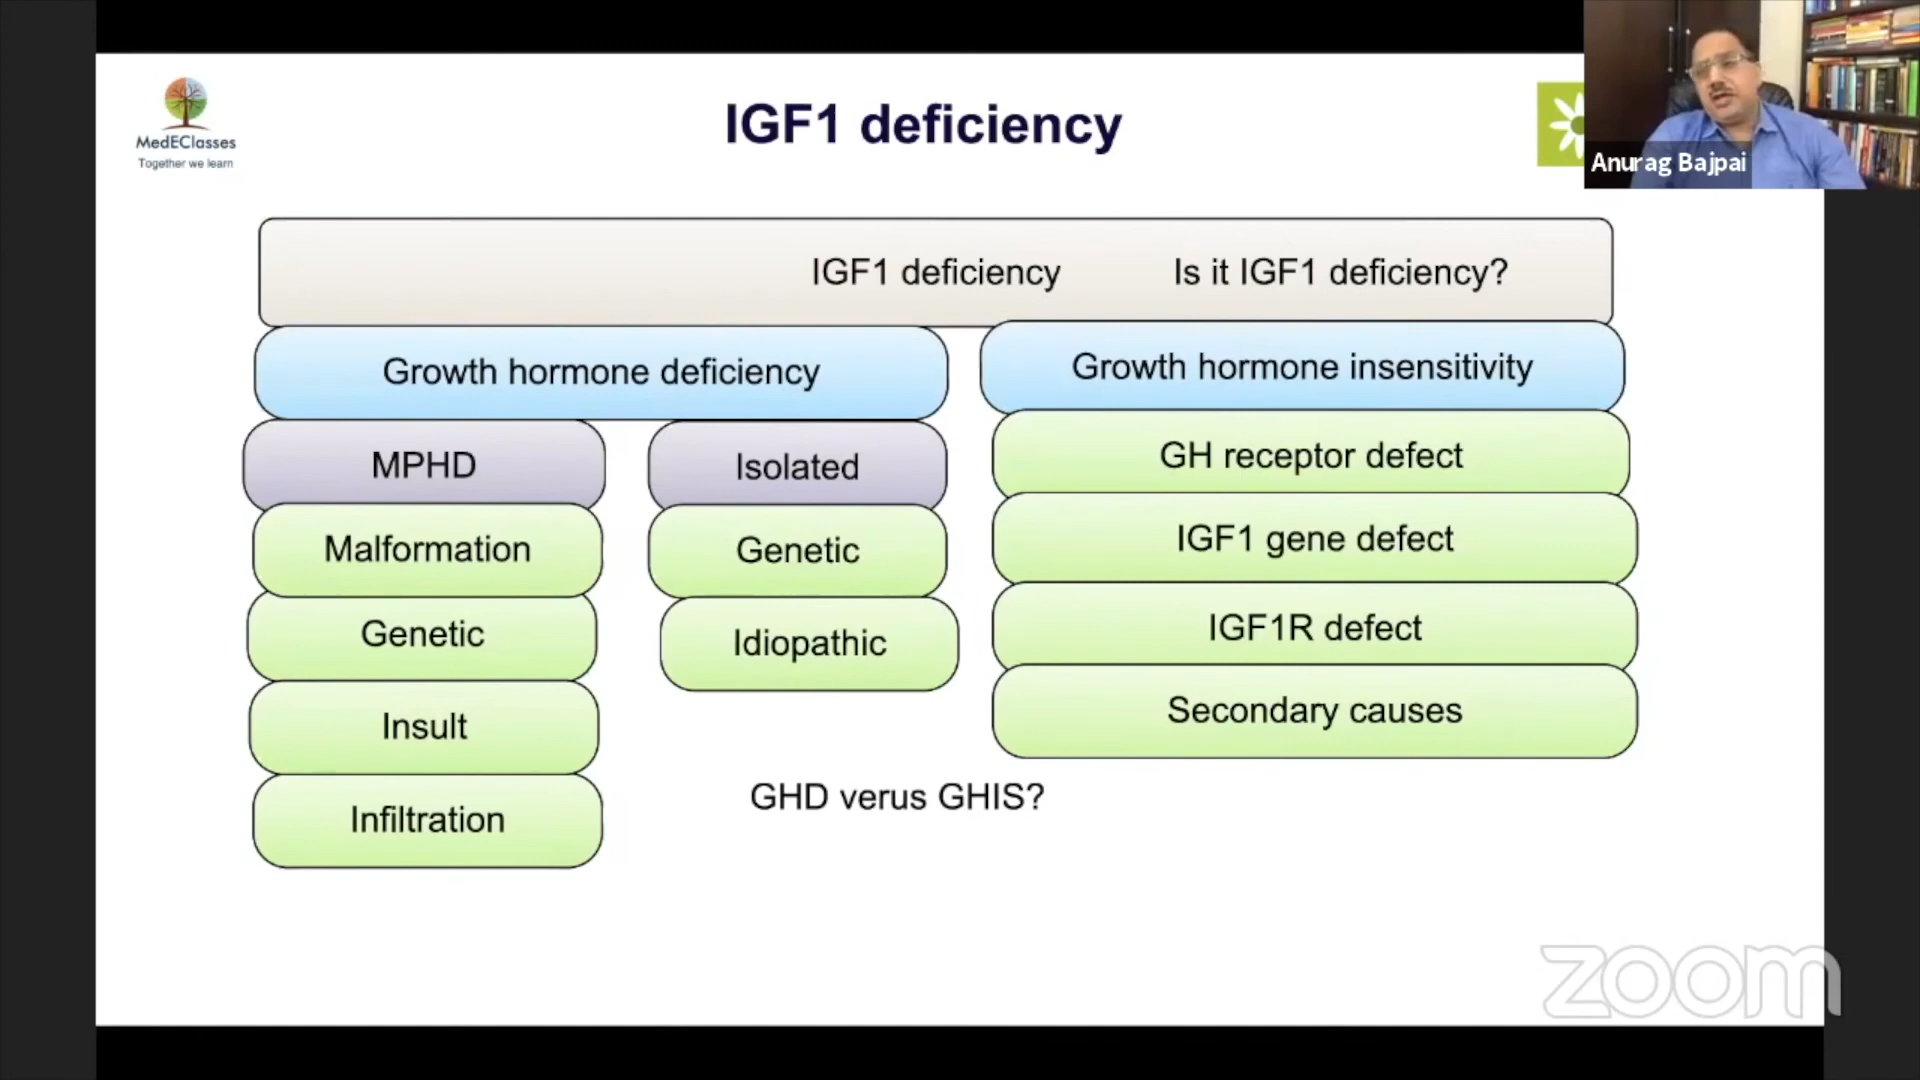 MedEClasses
Together we learn
IGF1 deficiency
Anurag Bajpai
IGF1 deficiency
Is it IGF1 deficiency?
Growth hormone deficiency
Growth hormone insensitivity
MPHD
Isolated
GH receptor defect
Malformation
Genetic
IGF1 gene defect
Genetic
Idiopathic
IGF1R defect
Insult
Secondary causes
Infiltration
GHD verus GHIS?
zoom